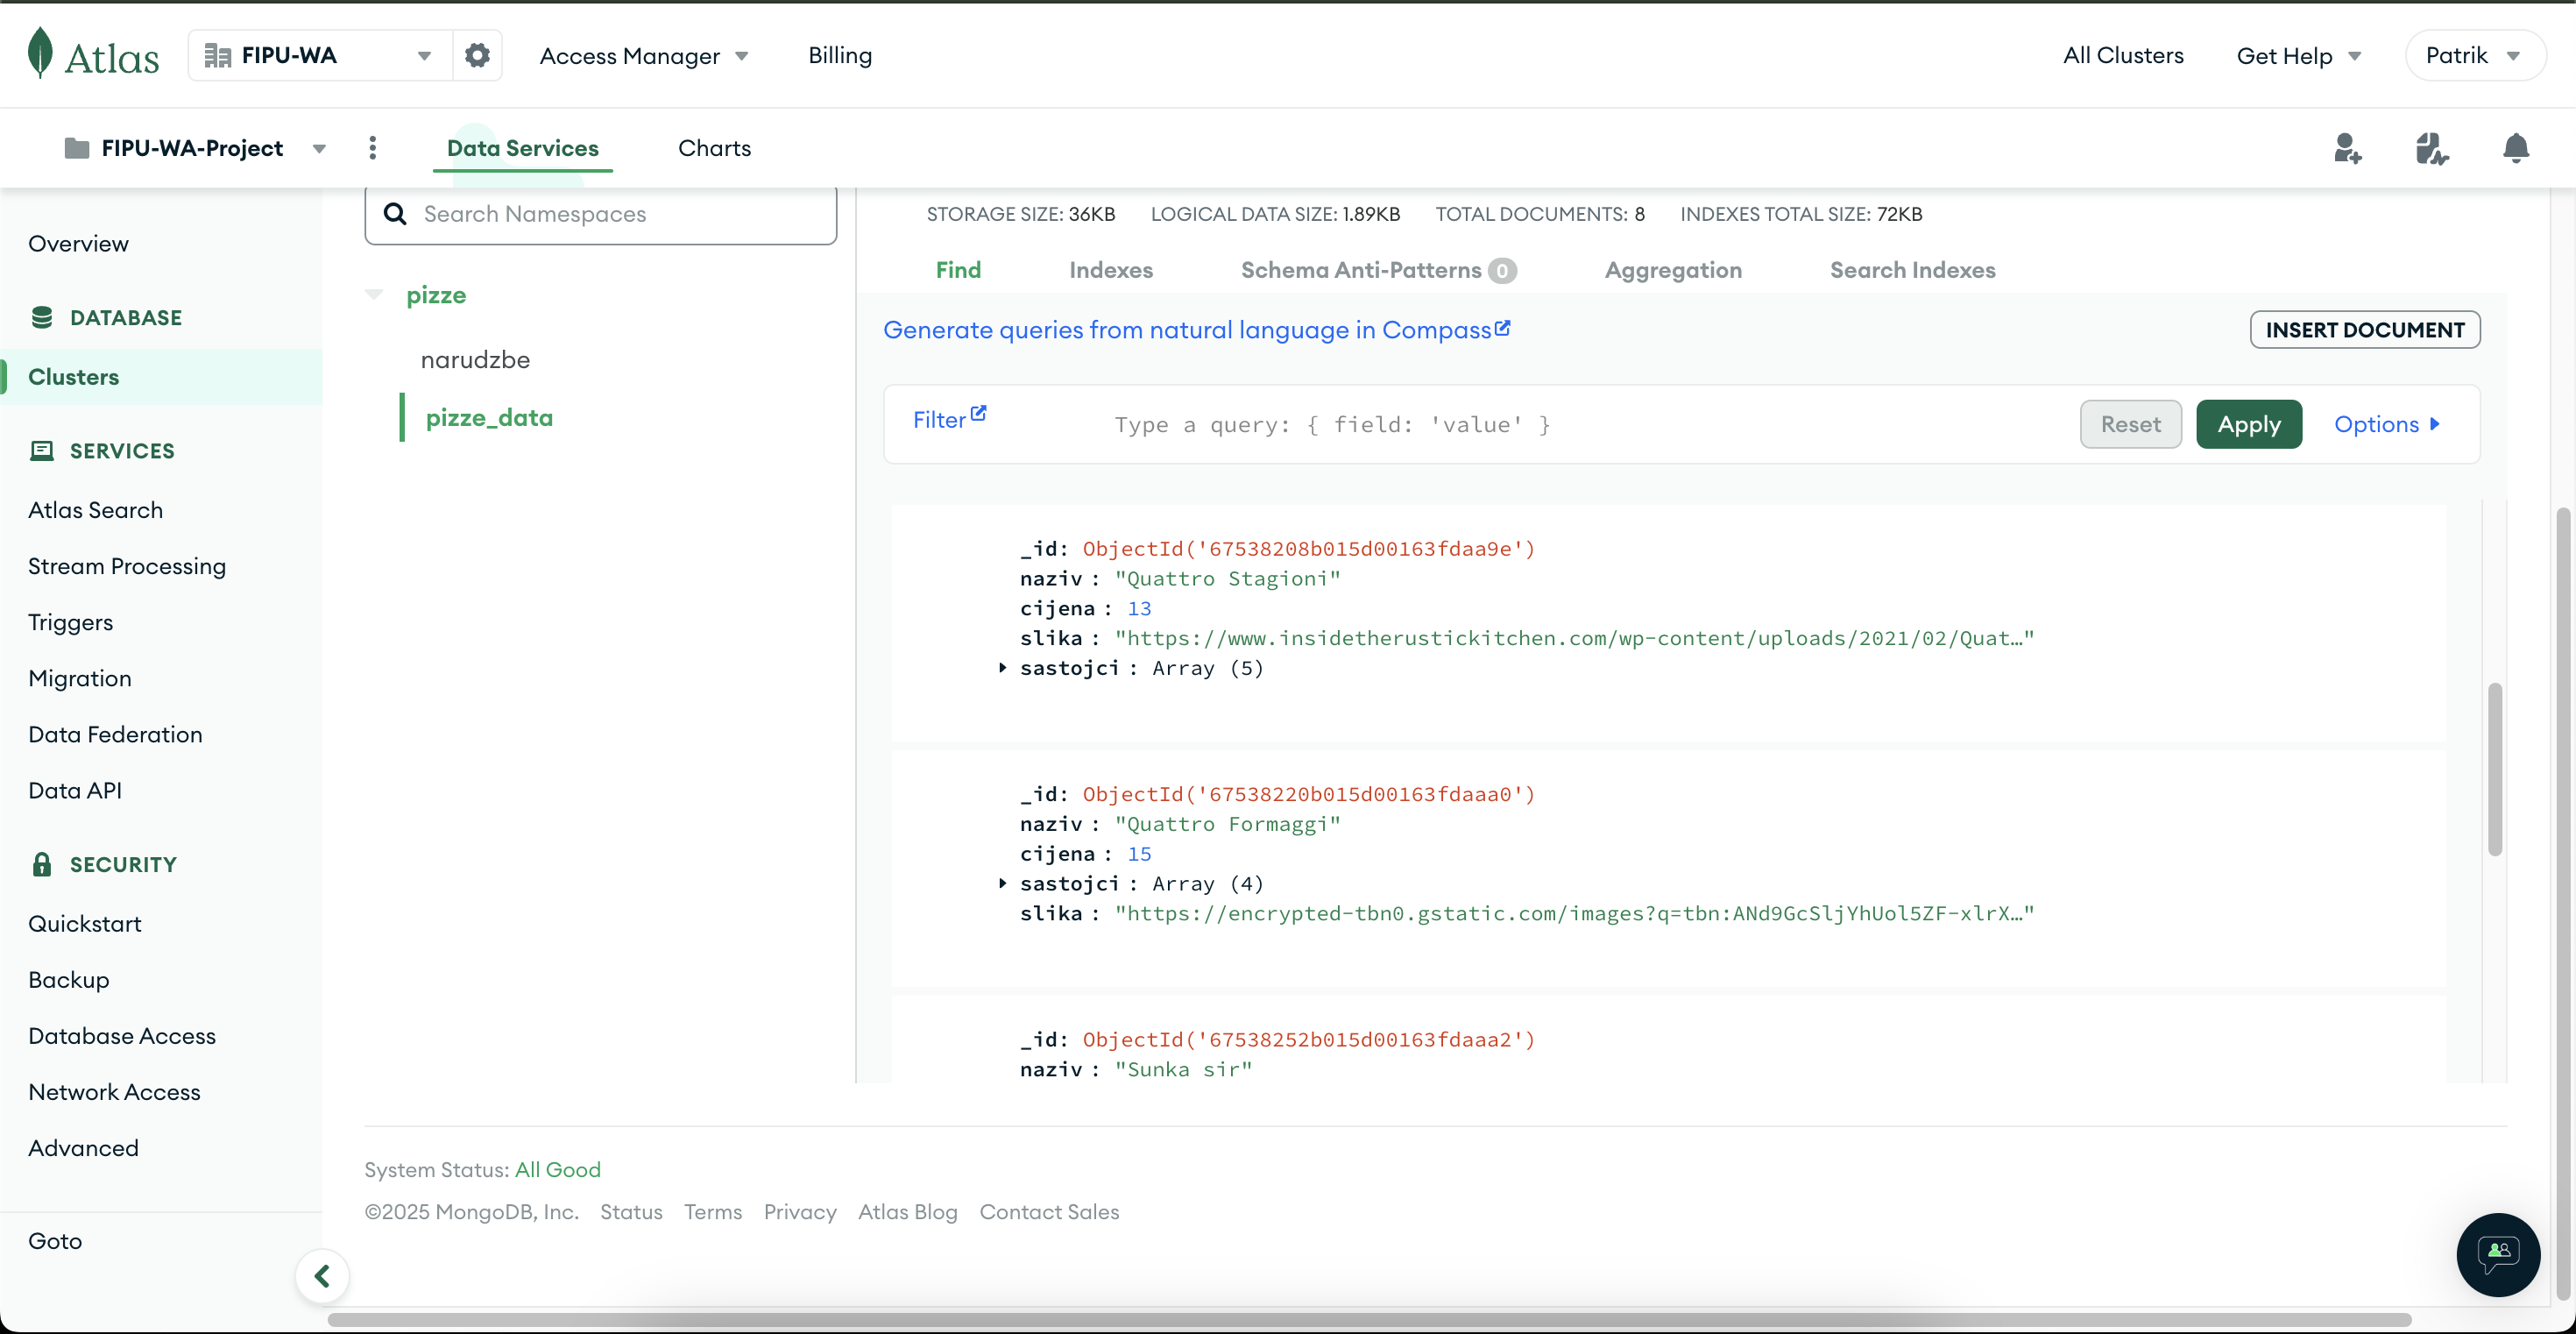 Atlas FIPU-WA Access Manager Billing All Clusters Get Help Patrik
FIPU-WA-Project Data Services Charts
Search Namespaces
pizze
narudzbe
pizze_data
Overview
DATABASE
Clusters
SERVICES
Atlas Search
Stream Processing
Triggers
Migration
Data Federation
Data API
SECURITY
Quickstart
Backup
Database Access
Network Access
Advanced
Goto
STORAGE SIZE: 36KB LOGICAL DATA SIZE: 1.89KB TOTAL DOCUMENTS: 8 INDEXES TOTAL SIZE: 72KB
Find Indexes Schema Anti-Patterns 0 Aggregation Search Indexes
Generate queries from natural language in Compass INSERT DOCUMENT
Filter Type a query: { field: 'value' } Reset Apply Options
_id: ObjectId('67538208b015d00163fdaa9e')
naziv : "Quattro Stagioni"
cijena : 13
slika : "https://www.insidetherustickitchen.com/wp-content/uploads/2021/02/Quat…"
sastojci : Array (5)
_id: ObjectId('67538220b015d00163fdaaa0')
naziv : "Quattro Formaggi"
cijena : 15
sastojci : Array (4)
slika : "https://encrypted-tbn0.gstatic.com/images?q=tbn:ANd9GcSljYhUol5ZF-xlrX…"
_id: ObjectId('67538252b015d00163fdaaa2')
naziv : "Sunka sir"
System Status: All Good
©2025 MongoDB, Inc. Status Terms Privacy Atlas Blog Contact Sales